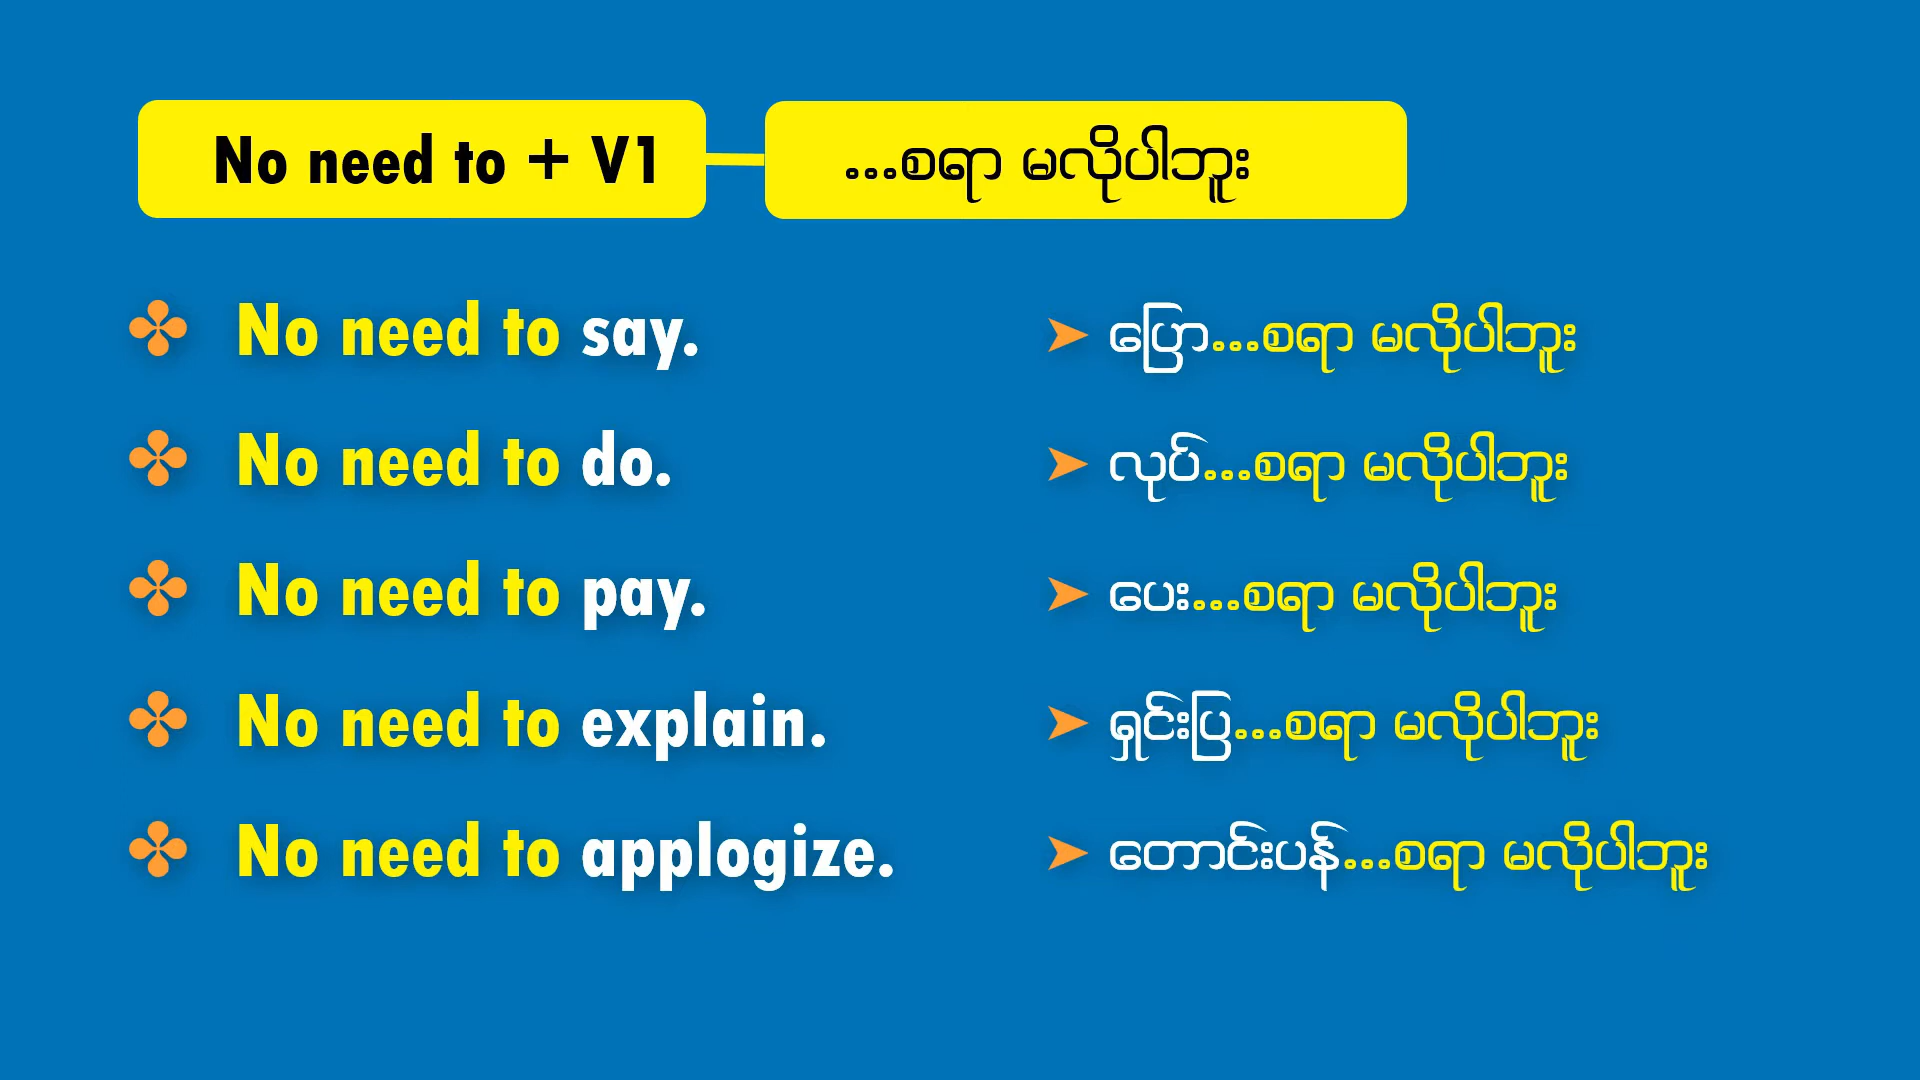 No need to + V1 ...စရာ မလိုပါဘူး
No need to say. ပြော...စရာ မလိုပါဘူး
No need to do. လုပ်...စရာ မလိုပါဘူး
No need to pay. ပေး...စရာ မလိုပါဘူး
No need to explain. ရှင်းပြ...စရာ မလိုပါဘူး
No need to applogize. တောင်းပန်...စရာ မလိုပါဘူး